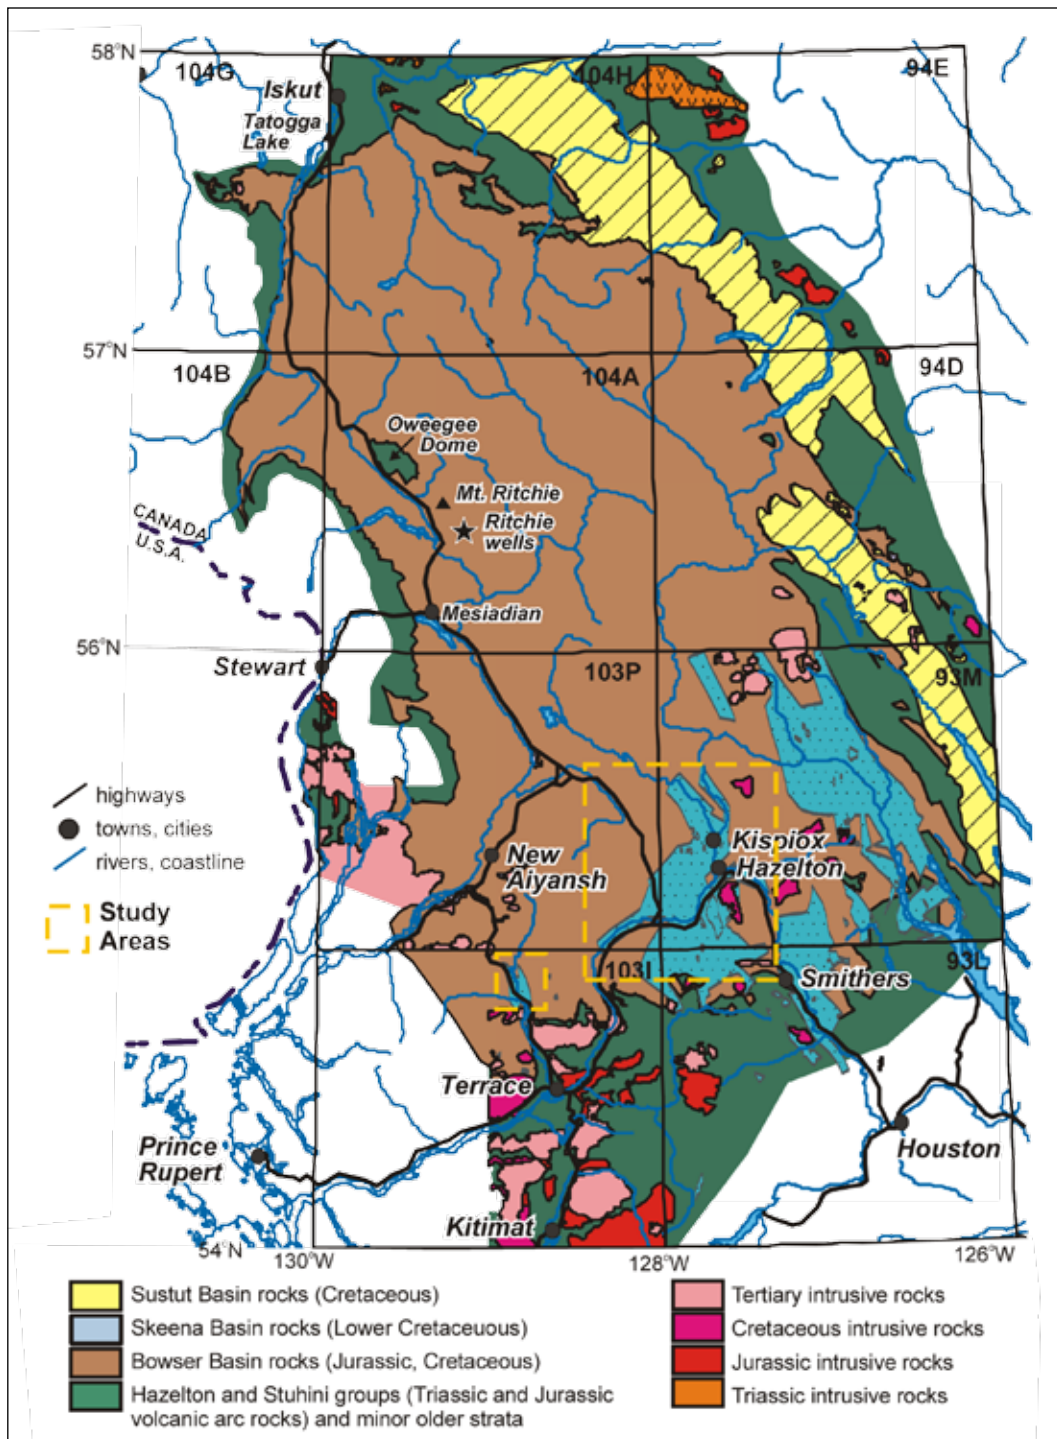 58°N
104G
104H
94E
Iskut
Tatogga
Lake
57°N
104B
104A
94D
Oweegee
Dome
Mt. Ritchie
Ritchie
wells
CANADA
U.S.A.
Mesiadian
56°N
Stewart
103P
93M
highways
towns, cities
rivers, coastline
Study
Areas
New
Aiyansh
Kispiox
Hazelton
103I
93L
Smithers
Terrace
Prince
Rupert
Houston
Kitimat
54°N
130°W
128°W
126°W
Sustut Basin rocks (Cretaceous)
Skeena Basin rocks (Lower Cretaceuous)
Bowser Basin rocks (Jurassic, Cretaceous)
Hazelton and Stuhini groups (Triassic and Jurassic
volcanic arc rocks) and minor older strata
Tertiary intrusive rocks
Cretaceous intrusive rocks
Jurassic intrusive rocks
Triassic intrusive rocks